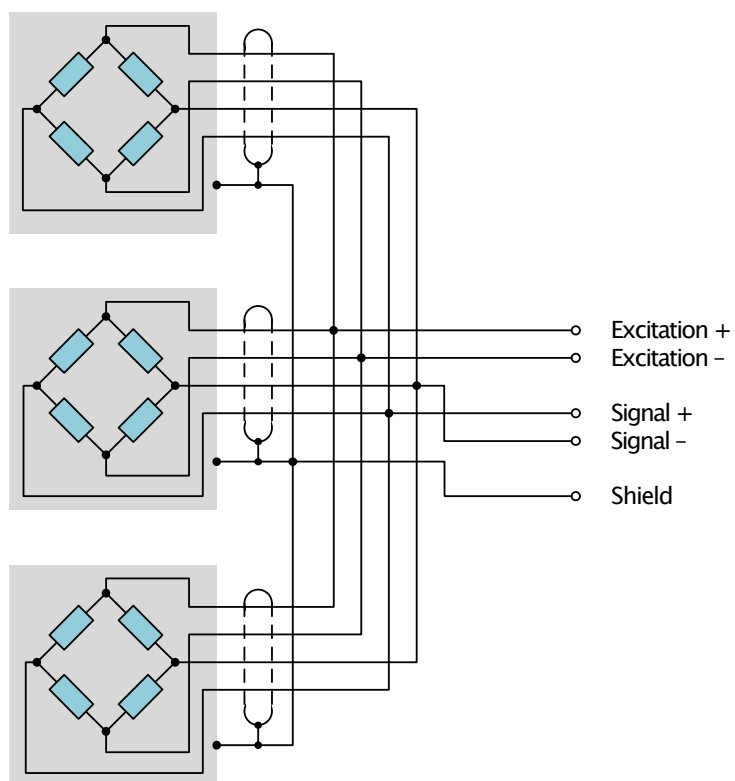 Excitation +
Excitation –
Signal +
Signal –
Shield